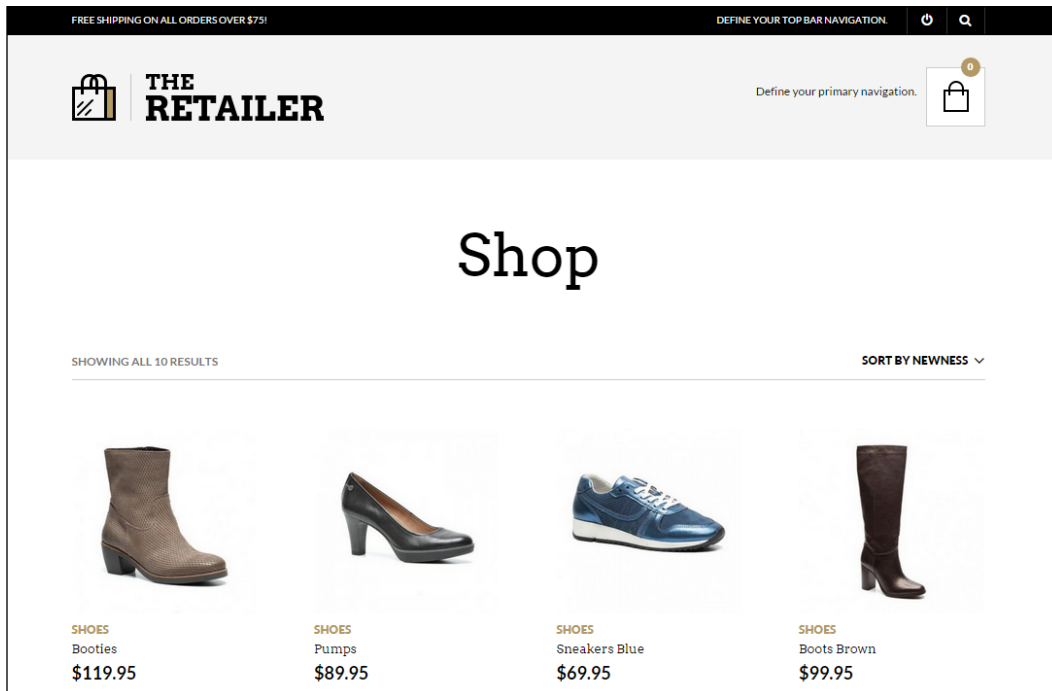 FREE SHIPPING ON ALL ORDERS OVER $75!
DEFINE YOUR TOP BAR NAVIGATION.
THE
RETAILER
Define your primary navigation.
0
Shop
SHOWING ALL 10 RESULTS
SORT BY NEWNESS
SHOES
Booties
$119.95
SHOES
Pumps
$89.95
SHOES
Sneakers Blue
$69.95
SHOES
Boots Brown
$99.95